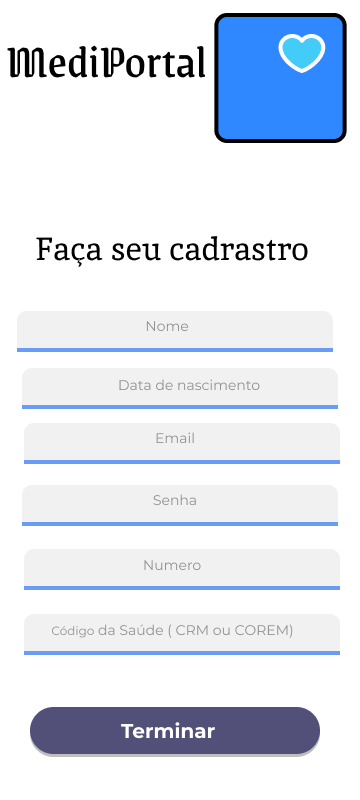 MediPortal
Faça seu cadrastro
Nome
Data de nascimento
Email
Senha
Numero
Código da Saúde ( CRM ou COREM)
Terminar